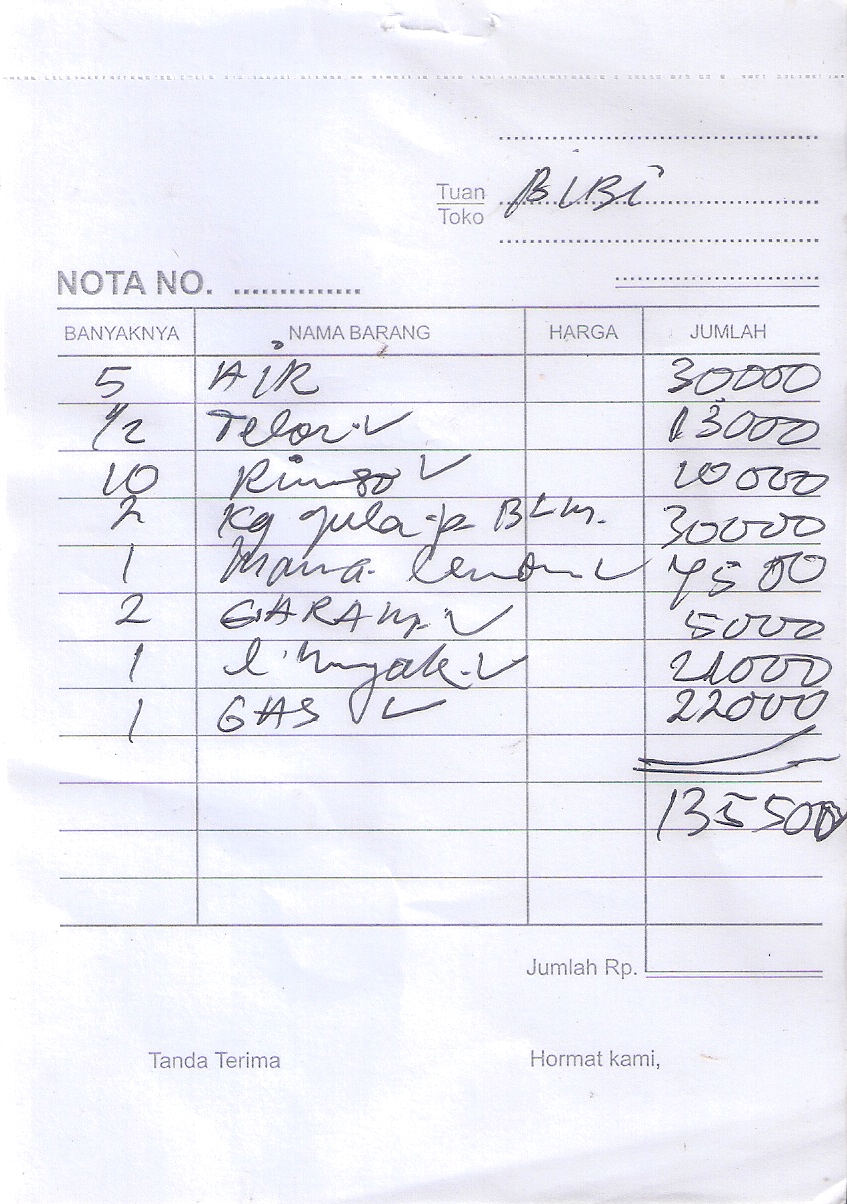 Tuan BIBI
Toko
NOTA NO. ..............
BANYAKNYA NAMA BARANG HARGA JUMLAH
5 AIR 30000
1/2 Telor 13000
10 Rinso 10000
2 Kg gula-p BLM. 30000
1 Mama lemon 7500
2 GARAM. 5000
1 l. Minyak. 21000
1 GAS 22000
135500
Jumlah Rp.
Tanda Terima Hormat kami,